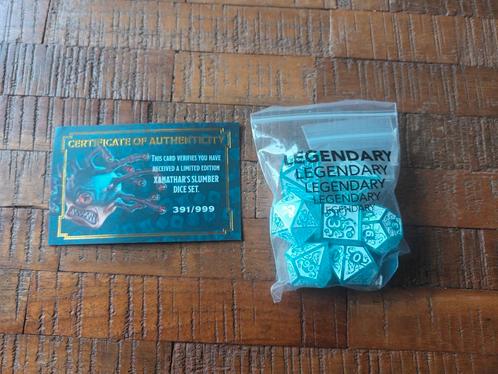 CERTIFICATE OF AUTHENTICITY
THIS CARD VERIFIES YOU HAVE
RECEIVED A LIMITED EDITION
XANATHAR'S SLUMBER
DICE SET.
391/999
LEGENDARY
LEGENDARY
LEGENDARY
LEGENDARY
LEGENDARY